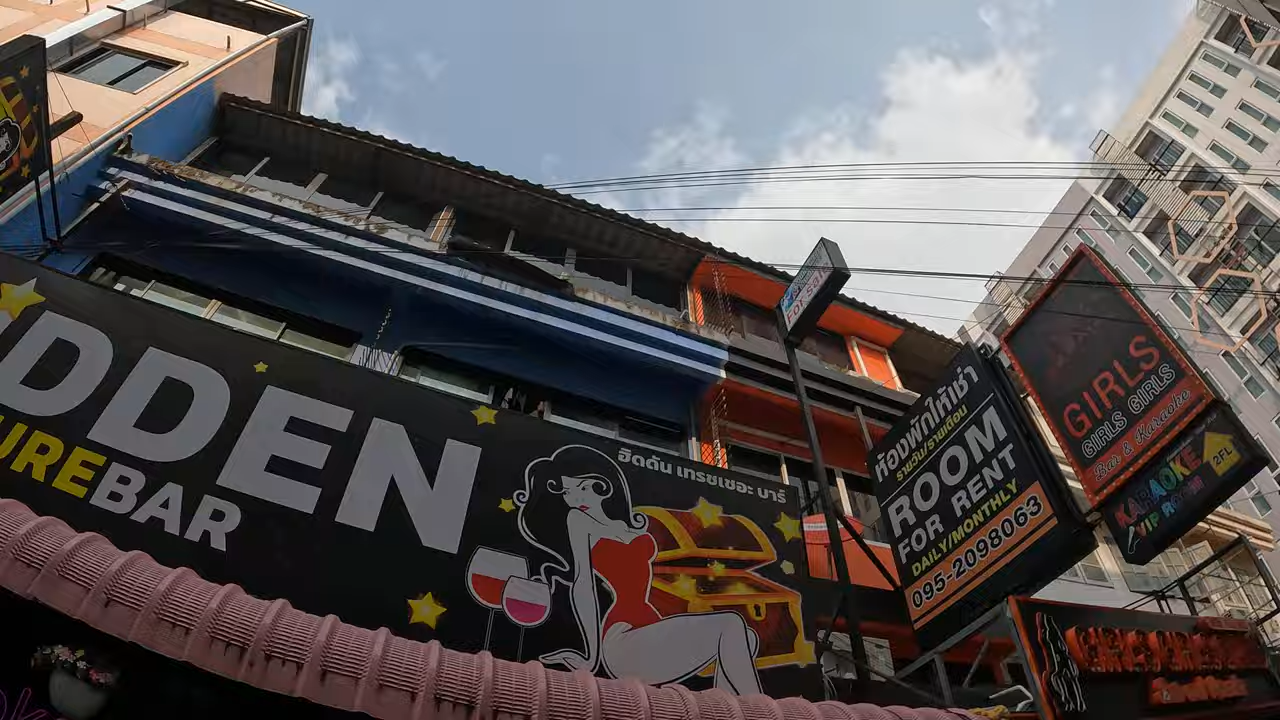 DDEN
UREBAR
ฮิดดัน เทรชเชอะ บาร์
FOR SALE
ห้องพักให้เช่า
รายวัน/รายเดือน
ROOM
FOR RENT
DAILY/MONTHLY
095-2098063
GIRLS
GIRLS GIRLS
Bar & Karaoke
KARAOKE
VIP ROOM
2FL